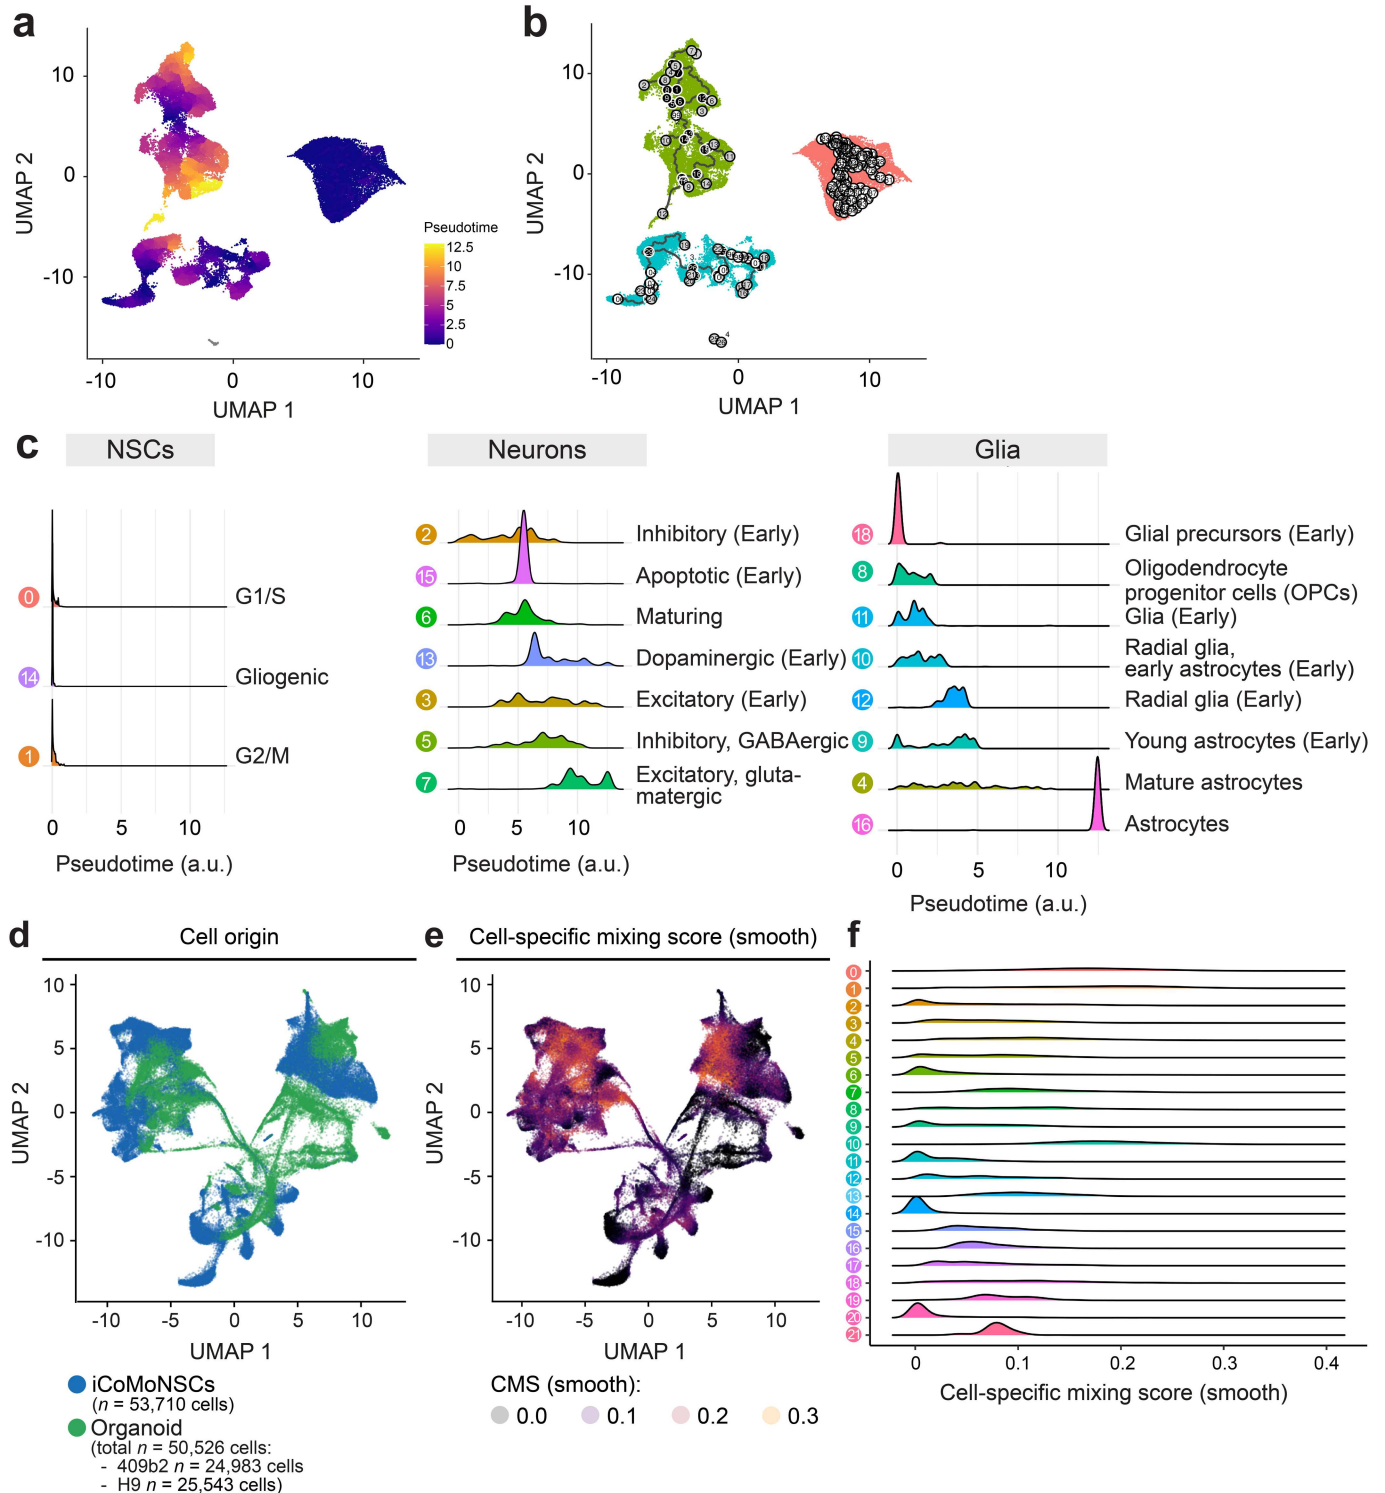 a
b
UMAP 2
10
0
-10
-10
0
10
UMAP 1
Pseudotime
12.5
10
7.5
5
2.5
0
UMAP 2
10
0
-10
4
-10
0
10
UMAP 1
c
NSCs
Neurons
Glia
0
G1/S
14
Gliogenic
1
G2/M
0
5
10
Pseudotime (a.u.)
2
Inhibitory (Early)
15
Apoptotic (Early)
6
Maturing
13
Dopaminergic (Early)
3
Excitatory (Early)
5
Inhibitory, GABAergic
7
Excitatory, gluta-
matergic
0
5
10
Pseudotime (a.u.)
18
Glial precursors (Early)
8
Oligodendrocyte
progenitor cells (OPCs)
11
Glia (Early)
10
Radial glia,
early astrocytes (Early)
12
Radial glia (Early)
9
Young astrocytes (Early)
4
Mature astrocytes
16
Astrocytes
0
5
10
Pseudotime (a.u.)
d
Cell origin
UMAP 2
10
5
0
-5
-10
-10
-5
0
5
10
UMAP 1
iCoMoNSCs
(n = 53,710 cells)
Organoid
(total n = 50,526 cells:
- 409b2 n = 24,983 cells
- H9 n = 25,543 cells)
e
Cell-specific mixing score (smooth)
UMAP 2
10
5
0
-5
-10
-10
-5
0
5
10
UMAP 1
CMS (smooth):
0.0
0.1
0.2
0.3
f
0
1
2
3
4
5
6
7
8
9
10
11
12
13
14
15
16
17
18
19
20
21
0
0.1
0.2
0.3
0.4
Cell-specific mixing score (smooth)